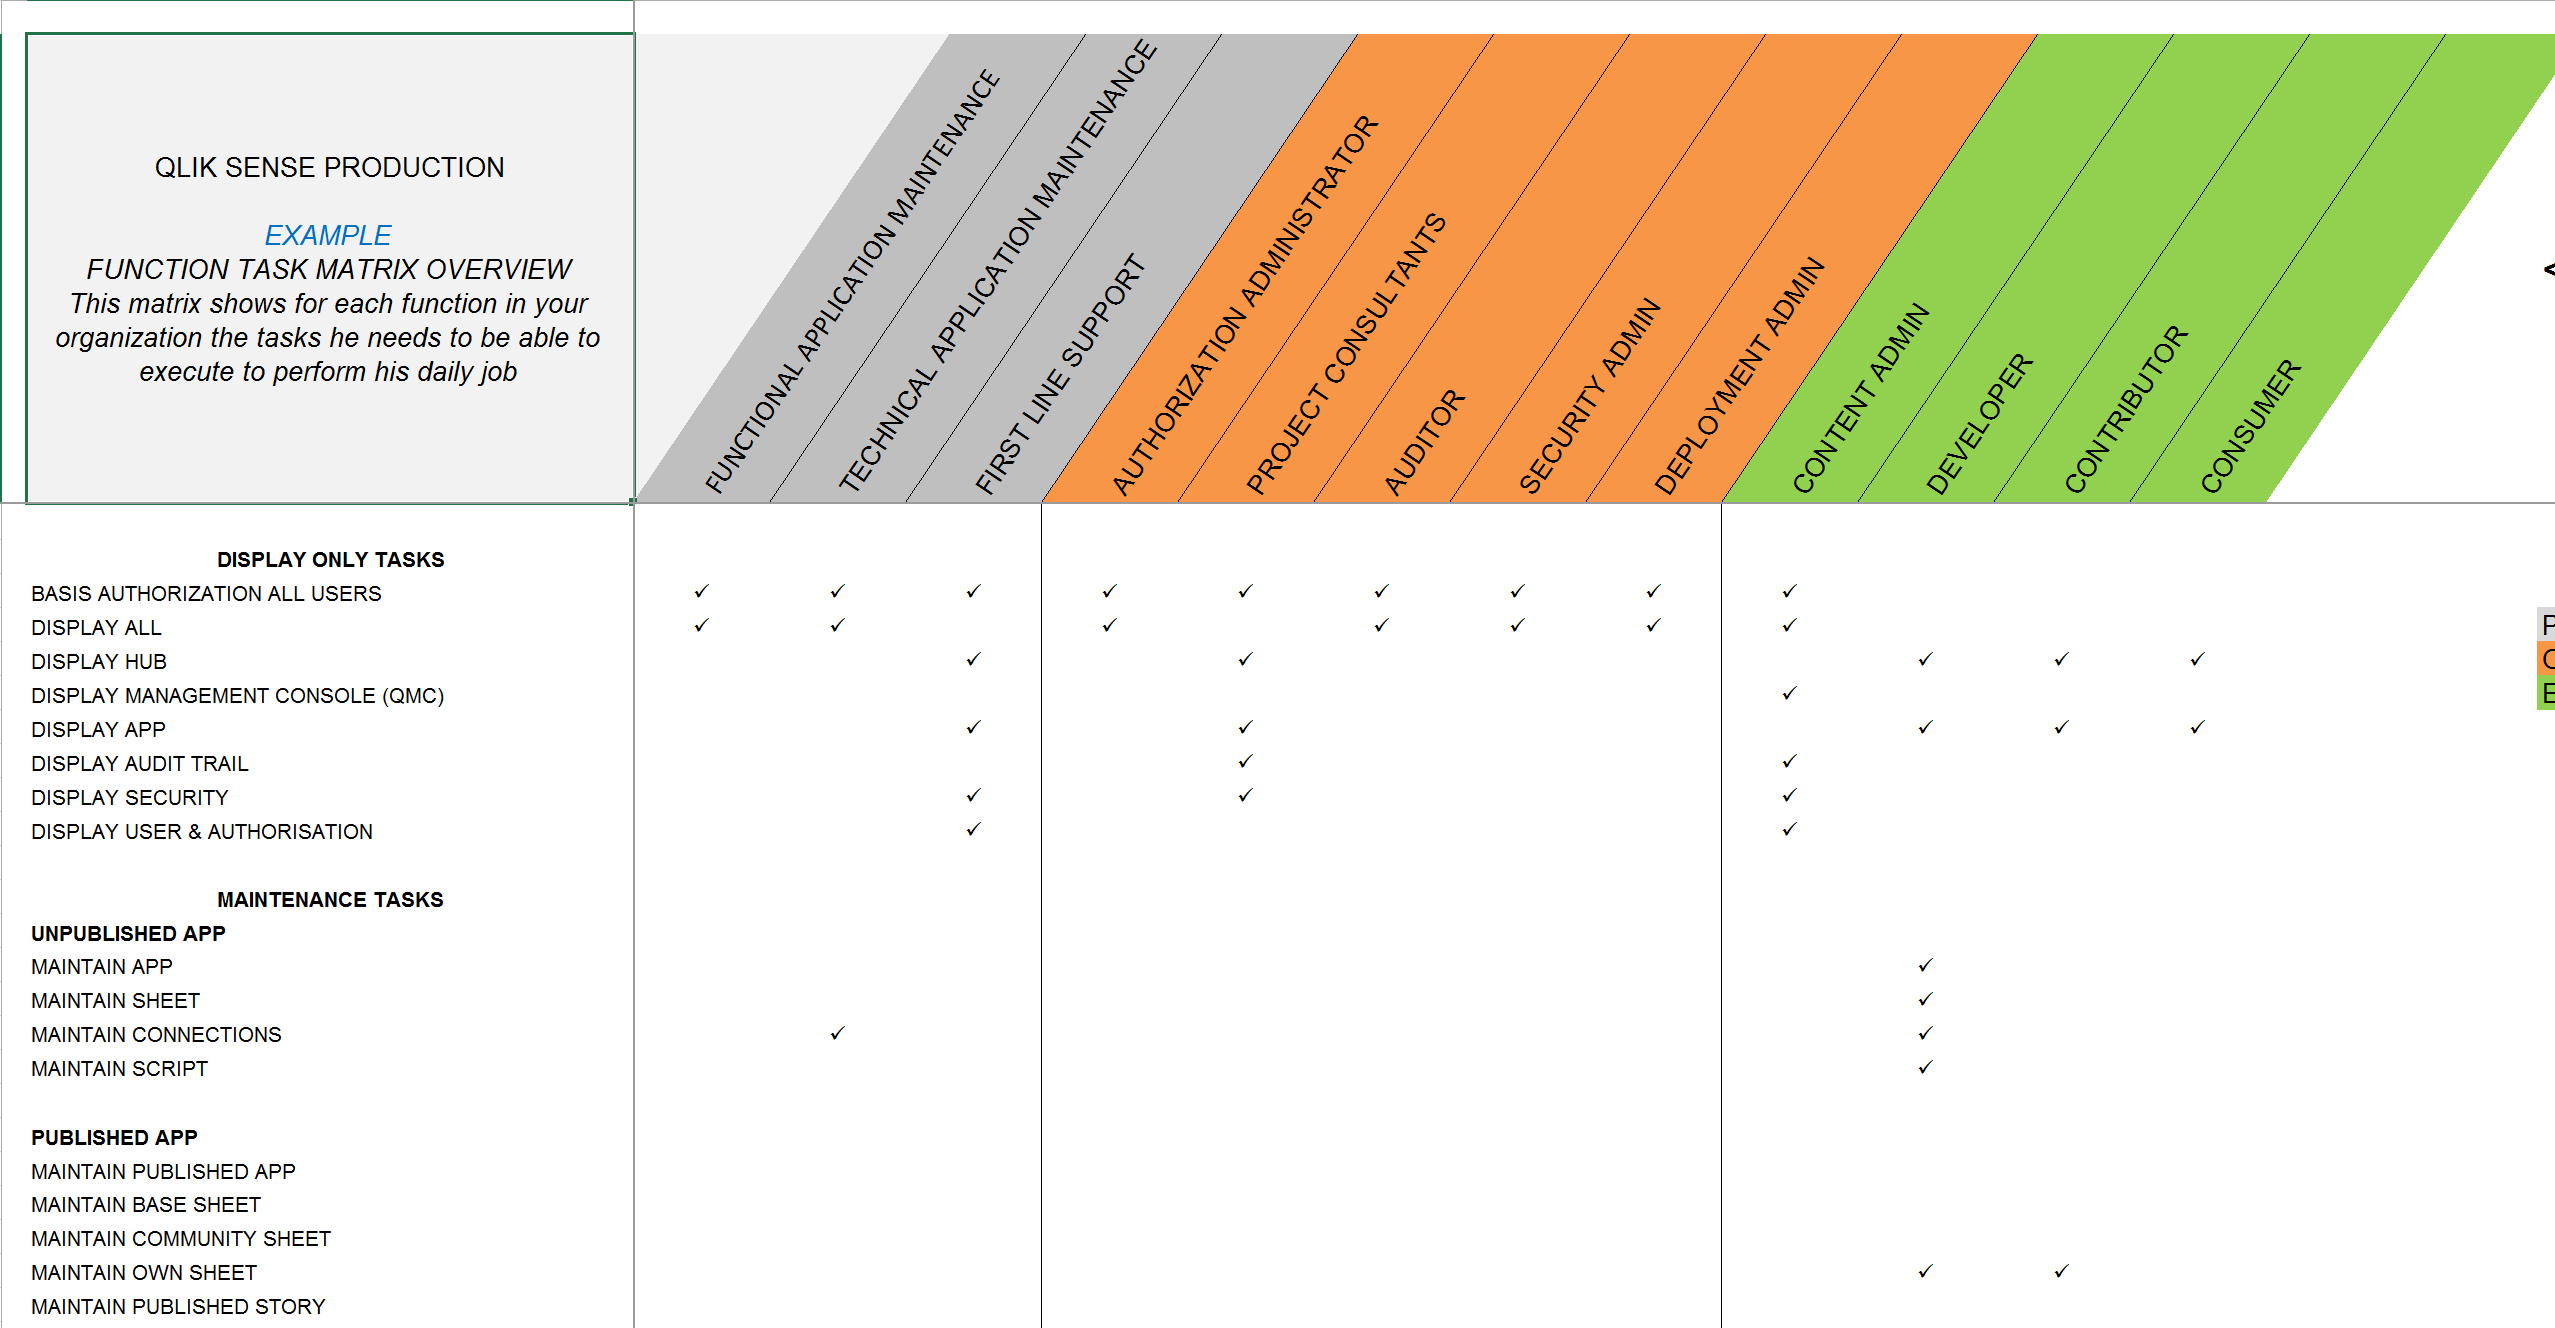 QLIK SENSE PRODUCTION
EXAMPLE
FUNCTION TASK MATRIX OVERVIEW
This matrix shows for each function in your
organization the tasks he needs to be able to
execute to perform his daily job
FUNCTIONAL APPLICATION MAINTENANCE
TECHNICAL APPLICATION MAINTENANCE
FIRST LINE SUPPORT
AUTHORIZATION ADMINISTRATOR
PROJECT CONSULTANTS
AUDITOR
SECURITY ADMIN
DEPLOYMENT ADMIN
CONTENT ADMIN
DEVELOPER
CONTRIBUTOR
CONSUMER
<
DISPLAY ONLY TASKS
BASIS AUTHORIZATION ALL USERS ✓ ✓ ✓ ✓ ✓ ✓ ✓ ✓ ✓
DISPLAY ALL ✓ ✓ ✓ ✓ ✓ ✓ ✓
P
DISPLAY HUB ✓ ✓ ✓ ✓ ✓
DISPLAY MANAGEMENT CONSOLE (QMC) ✓
E
DISPLAY APP ✓ ✓ ✓ ✓ ✓
DISPLAY AUDIT TRAIL ✓ ✓
DISPLAY SECURITY ✓ ✓ ✓
DISPLAY USER & AUTHORISATION ✓ ✓
MAINTENANCE TASKS
UNPUBLISHED APP
MAINTAIN APP ✓
MAINTAIN SHEET ✓
MAINTAIN CONNECTIONS ✓ ✓
MAINTAIN SCRIPT ✓
PUBLISHED APP
MAINTAIN PUBLISHED APP
MAINTAIN BASE SHEET
MAINTAIN COMMUNITY SHEET
MAINTAIN OWN SHEET ✓ ✓
MAINTAIN PUBLISHED STORY